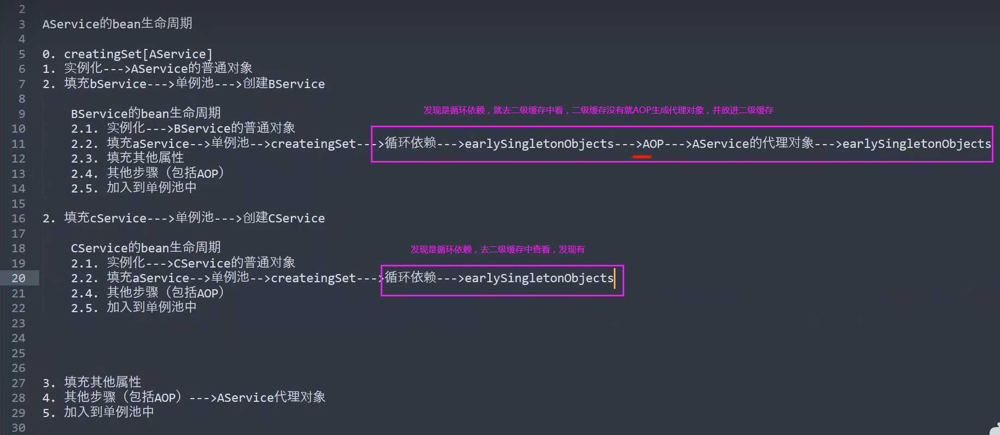 2
3 AService的bean生命周期
4
5 0. creatingSet[AService]
6 1. 实例化--->AService的普通对象
7 2. 填充bService--->单例池--->创建BService
8
发现是循环依赖，就去二级缓存中看，二级缓存没有就AOP生成代理对象，并放进二级缓存
9 BService的bean生命周期
10 2.1. 实例化--->BService的普通对象
11 2.2. 填充aService-->单例池-->createingSet--->循环依赖--->earlySingletonObjects--->AOP--->AService的代理对象--->earlySingletonObjects
12 2.3. 填充其他属性
13 2.4. 其他步骤（包括AOP）
14 2.5. 加入到单例池中
15
16 2. 填充cService--->单例池--->创建CService
17
发现是循环依赖，去二级缓存中查看，发现有
18 CService的bean生命周期
19 2.1. 实例化--->CService的普通对象
20 2.2. 填充aService-->单例池-->createingSet--->循环依赖--->earlySingletonObjects
21 2.4. 其他步骤（包括AOP）
22 2.5. 加入到单例池中
23
24
25
26
27 3. 填充其他属性
28 4. 其他步骤（包括AOP）--->AService代理对象
29 5. 加入到单例池中
30